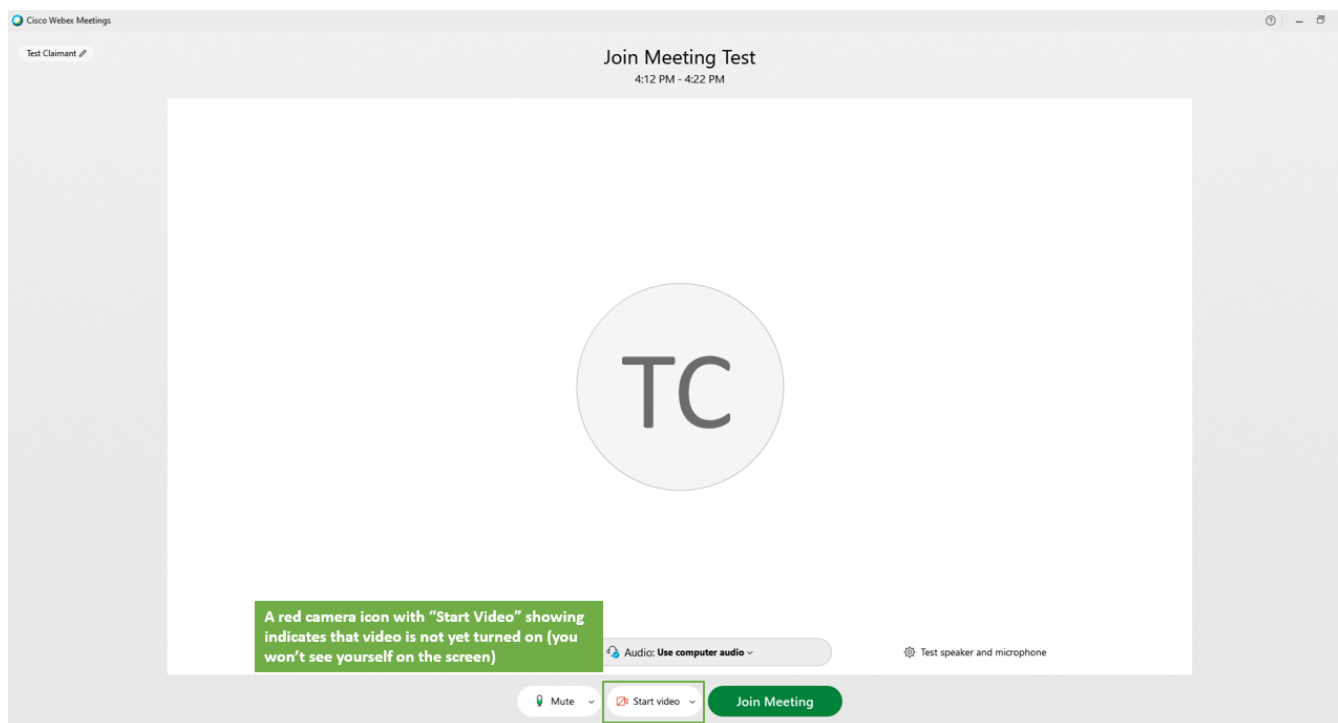 Cisco Webex Meetings
Test Claimant
Join Meeting Test
4:12 PM - 4:22 PM
TC
A red camera icon with “Start Video” showing
indicates that video is not yet turned on (you
won’t see yourself on the screen)
Audio: Use computer audio
Test speaker and microphone
Mute
Start video
Join Meeting